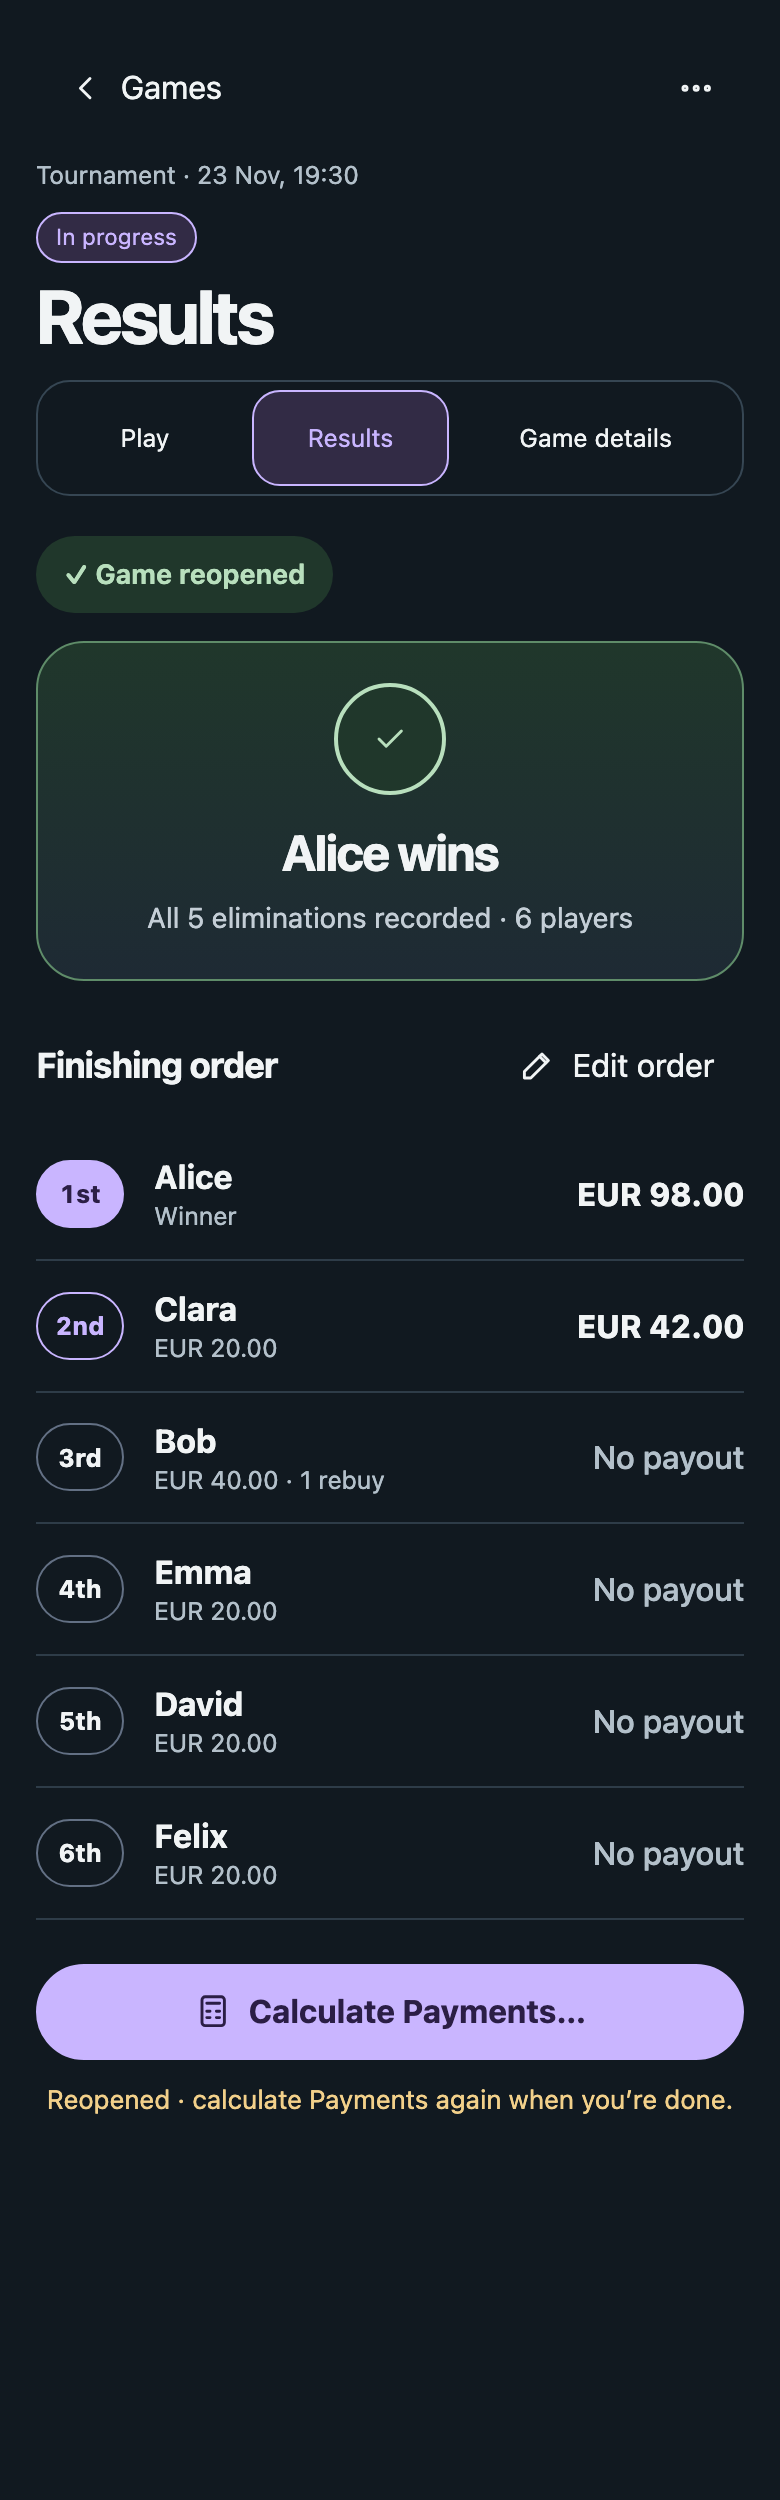 Games
Tournament · 23 Nov, 19:30
In progress
Results
Play
Results
Game details
Game reopened
Alice wins
All 5 eliminations recorded · 6 players
Finishing order
Edit order
1st
Alice
Winner
EUR 98.00
2nd
Clara
EUR 20.00
EUR 42.00
3rd
Bob
EUR 40.00 · 1 rebuy
No payout
4th
Emma
EUR 20.00
No payout
5th
David
EUR 20.00
No payout
6th
Felix
EUR 20.00
No payout
Calculate Payments...
Reopened · calculate Payments again when you’re done.